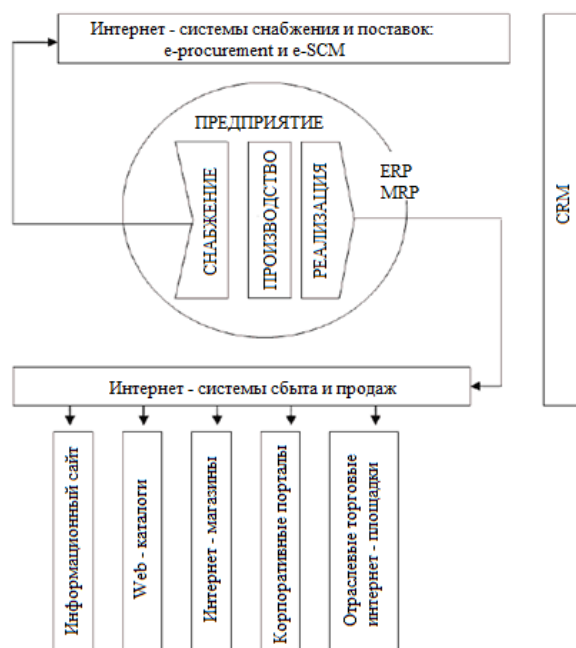 Интернет - системы снабжения и поставок:
e-procurement и e-SCM
ПРЕДПРИЯТИЕ
СНАБЖЕНИЕ
ПРОИЗВОДСТВО
РЕАЛИЗАЦИЯ
ERP
MRP
CRM
Интернет - системы сбыта и продаж
Информационный сайт
Web - каталоги
Интернет - магазины
Корпоративные порталы
Отраслевые торговые
интернет - площадки